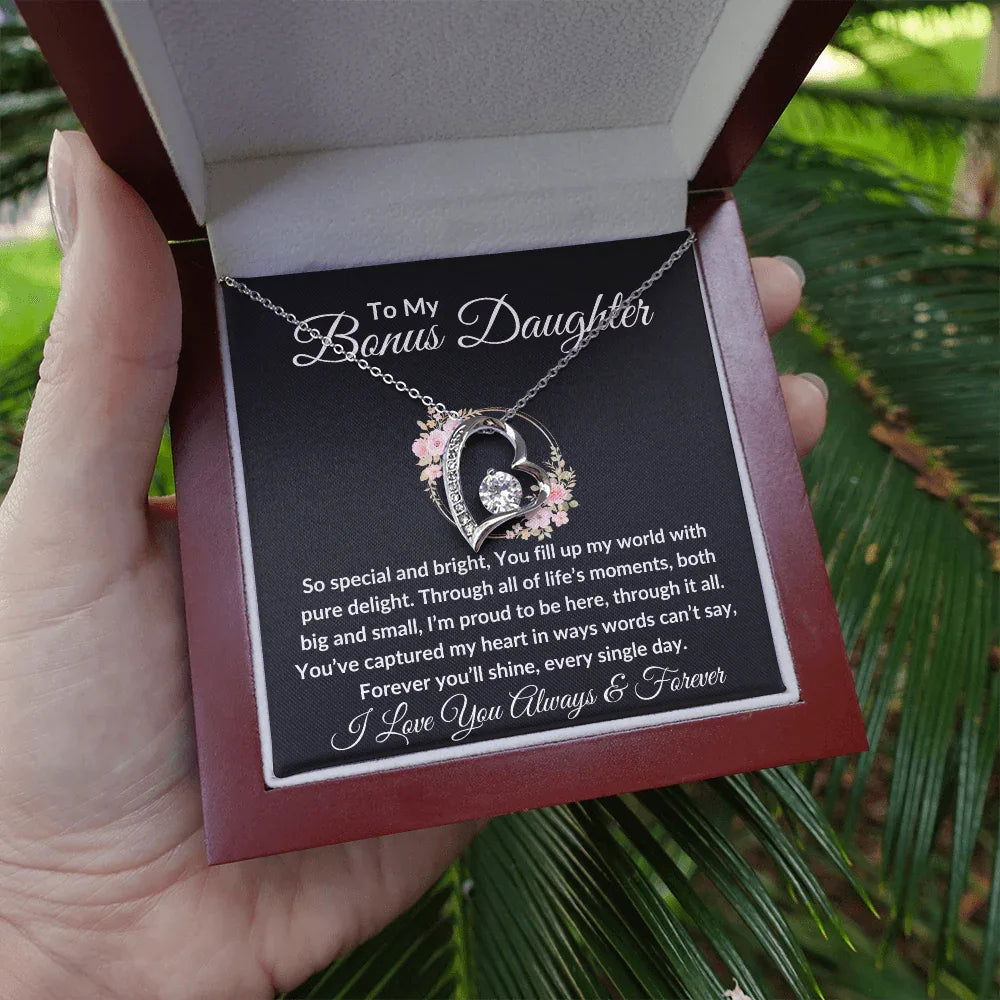 To My
Bonus Daughter
So special and bright, You fill up my world with
pure delight. Through all of life's moments, both
big and small, I'm proud to be here, through it all.
You've captured my heart in ways words can't say,
Forever you'll shine, every single day.
I Love You Always & Forever